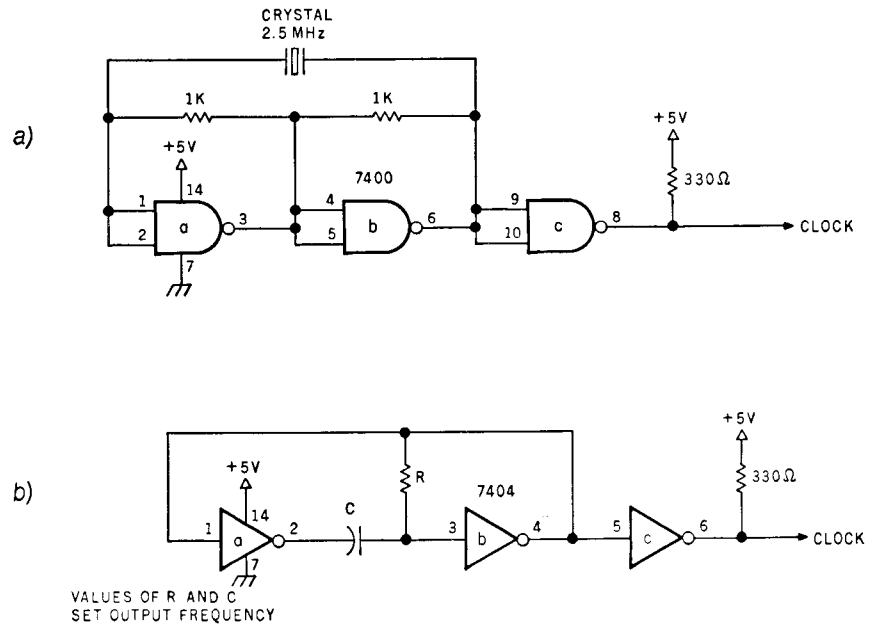 CRYSTAL
2.5 MHz
1K
1K
a)
+5V
+5V
14
7400
330Ω
1
3
4
9
a
b
6
c
8
CLOCK
2
5
10
7
+5V
b)
+5V
R
7404
330Ω
14
C
1
a
2
3
b
4
5
c
6
CLOCK
7
VALUES OF R AND C
SET OUTPUT FREQUENCY